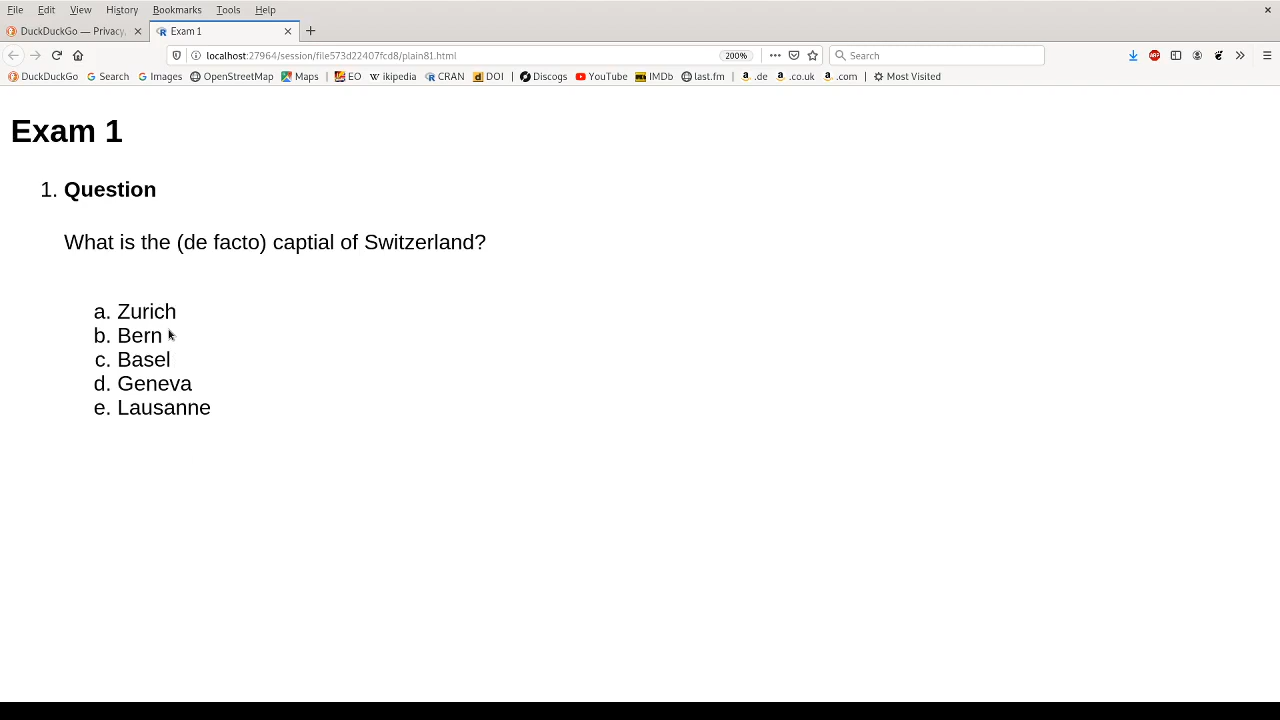 File Edit View History Bookmarks Tools Help ×
DuckDuckGo — Privacy, × Exam 1 × +
localhost:27964/session/file573d22407fcd8/plain81.html 200% Search
DuckDuckGo Search Images OpenStreetMap Maps EO Wikipedia CRAN DOI Discogs YouTube IMDb last.fm | .de .co.uk .com | Most Visited
Exam 1
1. Question
What is the (de facto) captial of Switzerland?
a. Zurich
b. Bern
c. Basel
d. Geneva
e. Lausanne